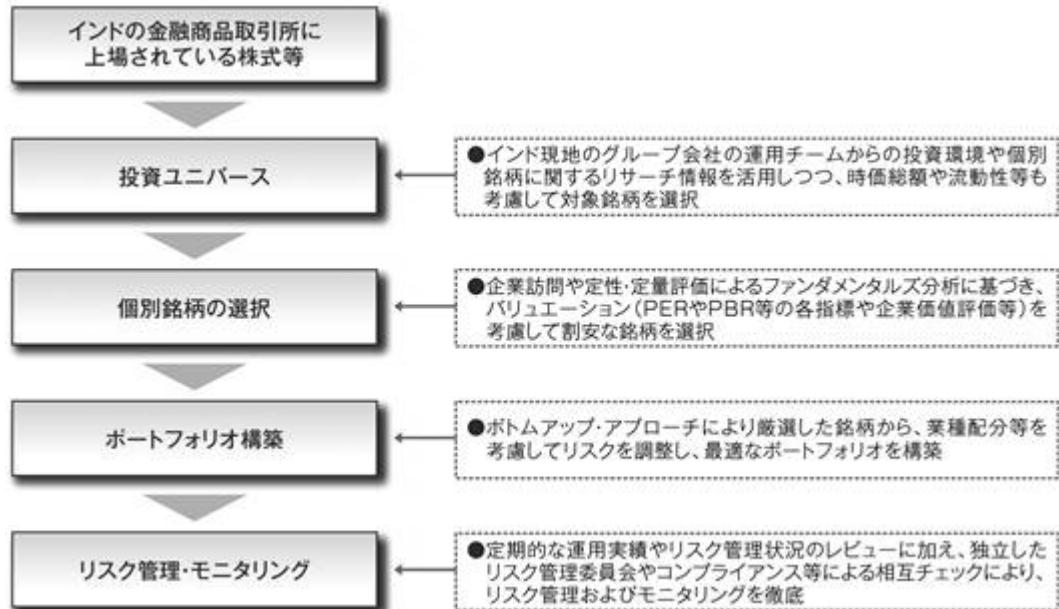 インドの金融商品取引所に
上場されている株式等
投資ユニバース
●インド現地のグループ会社の運用チームからの投資環境や個別
銘柄に関するリサーチ情報を活用しつつ、時価総額や流動性等も
考慮して対象銘柄を選択
個別銘柄の選択
●企業訪問や定性・定量評価によるファンダメンタルズ分析に基づき、
バリュエーション(PERやPBR等の各指標や企業価値評価等)を
考慮して割安な銘柄を選択
ポートフォリオ構築
●ボトムアップ・アプローチにより厳選した銘柄から、業種配分等を
考慮してリスクを調整し、最適なポートフォリオを構築
リスク管理・モニタリング
●定期的な運用実績やリスク管理状況のレビューに加え、独立した
リスク管理委員会やコンプライアンス等による相互チェックにより、
リスク管理およびモニタリングを徹底